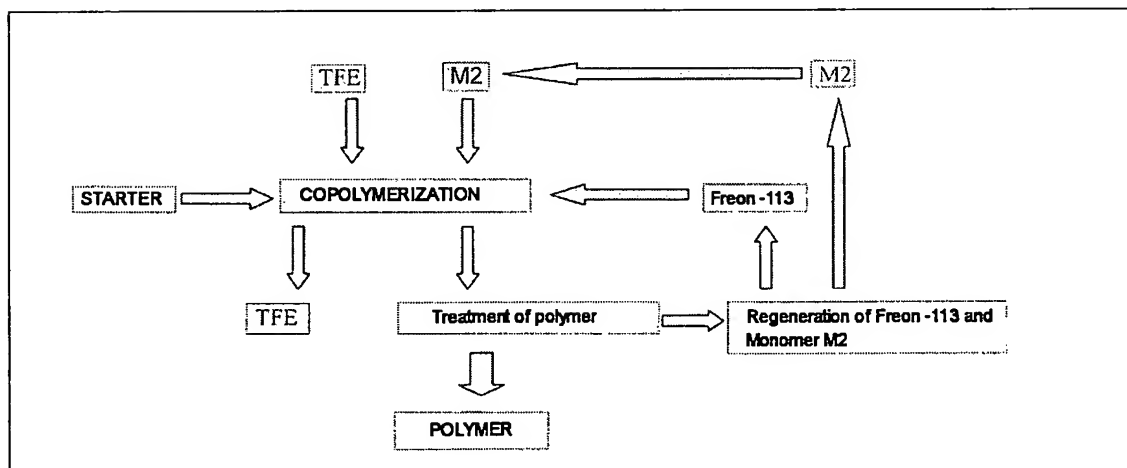 TFE
M2
M2
STARTER
COPOLYMERIZATION
Freon -113
TFE
Treatment of polymer
Regeneration of Freon -113 and
Monomer M2
POLYMER